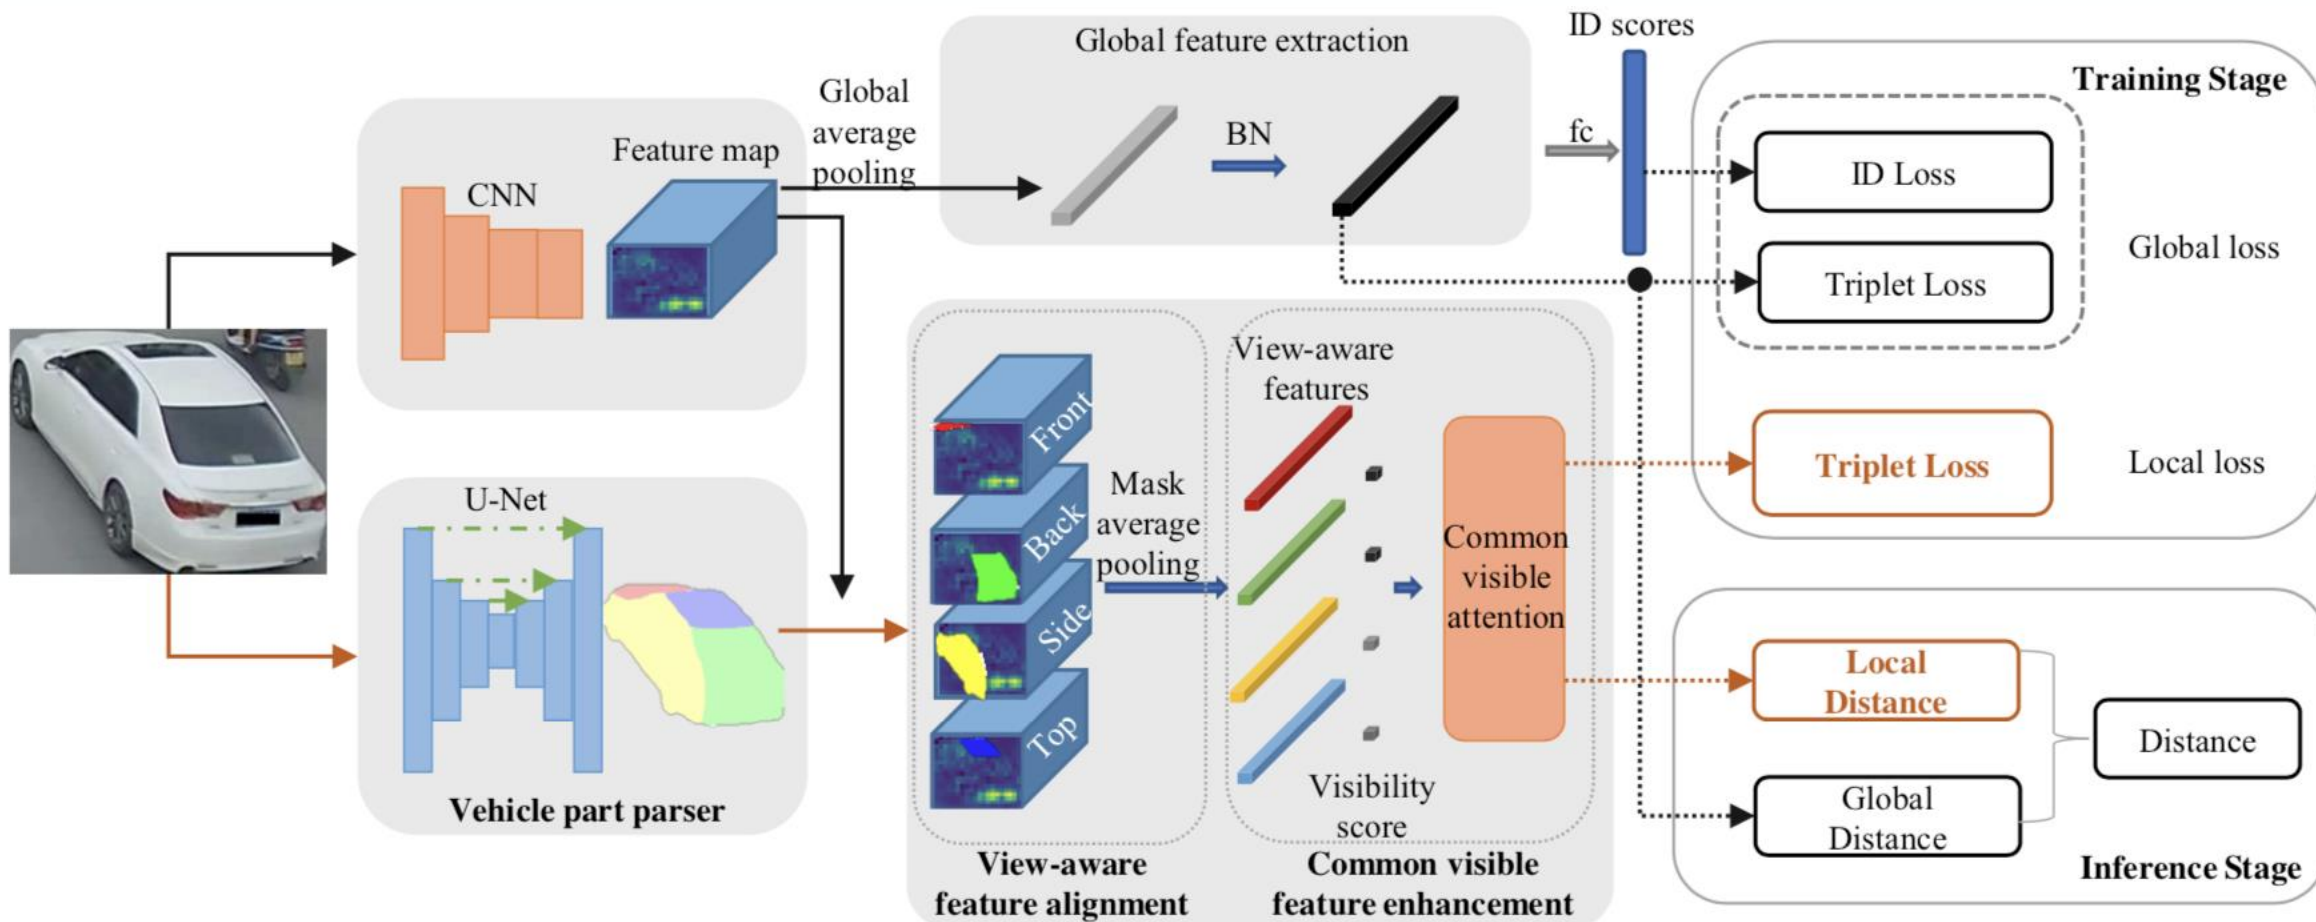 Global feature extraction
ID scores
Training Stage
Global
average
pooling
Feature map
CNN
BN
fc
ID Loss
Triplet Loss
Global loss
View-aware
features
Front
Back
Side
Top
Mask
average
pooling
Common
visible
attention
Triplet Loss
Local loss
U-Net
Vehicle part parser
Visibility
score
View-aware
feature alignment
Common visible
feature enhancement
Local
Distance
Global
Distance
Distance
Inference Stage